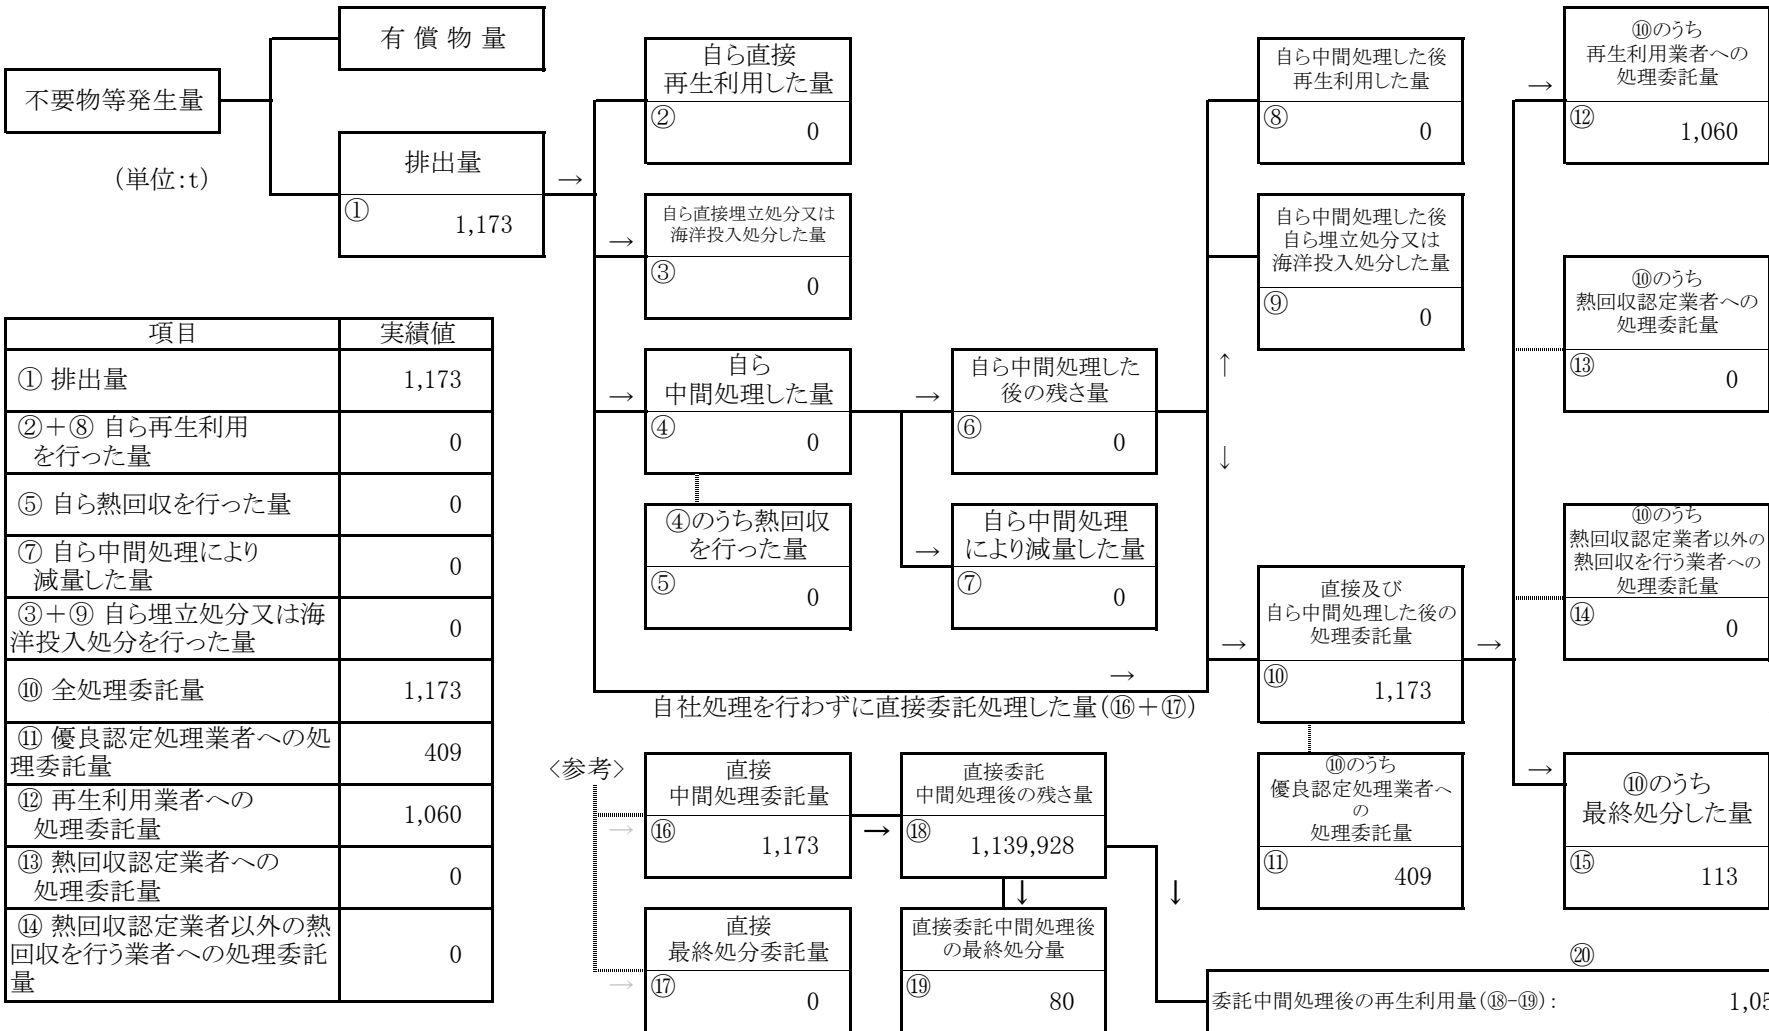 有 償 物 量
不要物等発生量
(単位:t)
排出量
①
1,173
→
自ら直接
再生利用した量
②
0
→
自ら直接埋立処分又は
海洋投入処分した量
③
0
→
自ら
中間処理した量
④
0
④のうち熱回収
を行った量
⑤
0
→
自ら中間処理した
後の残さ量
⑥
0
→
自ら中間処理
により減量した量
⑦
0
自ら中間処理した後
再生利用した量
⑧
0
自ら中間処理した後
自ら埋立処分又は
海洋投入処分した量
⑨
0
↑
↓
→
自社処理を行わずに直接委託処理した量(⑯+⑰)
→
直接及び
自ら中間処理した後の
処理委託量
⑩
1,173
⑩のうち
優良認定処理業者へ
の
処理委託量
⑪
409
→
→
⑩のうち
再生利用業者への
処理委託量
⑫
1,060
⑩のうち
熱回収認定業者への
処理委託量
⑬
0
⑩のうち
熱回収認定業者以外の
熱回収を行う業者への
処理委託量
⑭
0
→
⑩のうち
最終処分した量
⑮
113
項目 実績値
① 排出量 1,173
②+⑧ 自ら再生利用
を行った量 0
⑤ 自ら熱回収を行った量 0
⑦ 自ら中間処理により
減量した量 0
③+⑨ 自ら埋立処分又は海
洋投入処分を行った量 0
⑩ 全処理委託量 1,173
⑪ 優良認定処理業者への処
理委託量 409
⑫ 再生利用業者への
処理委託量 1,060
⑬ 熱回収認定業者への
処理委託量 0
⑭ 熱回収認定業者以外の熱
回収を行う業者への処理委託
量 0
<参考>
→
直接
中間処理委託量
⑯
1,173
→
直接委託
中間処理後の残さ量
⑱
1,139,928
↓
↓
→
直接
最終処分委託量
⑰
0
直接委託中間処理後
の最終処分量
⑲
80
⑳
委託中間処理後の再生利用量(⑱-⑲): 1,05